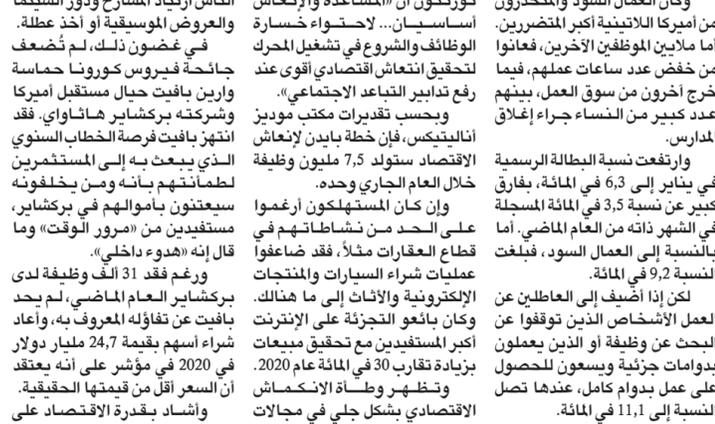 وكان العمال السود والمتحدرون
من أميركا اللاتينية أكبر المتضررين.
أما ملايين الموظفين الآخرين، فعانوا
من خفض عدد ساعات عملهم، فيما
خرج آخرون من سوق العمل، بينهم
عدد كبير من النساء جراء إغلاق
المدارس.
وارتفعت نسبة البطالة الرسمية
في يناير إلى 6,3 في المائة، بفارق
كبير عن نسبة 3,5 في المائة المسجلة
في الشهر ذاته من العام الماضي. أما
بالنسبة إلى العمال السود، فبلغت
النسبة 9,2 في المائة.
لكن إذا أضيف إلى العاطلين عن
العمل الأشخاص الذين توقفوا عن
البحث عن وظيفة أو الذين يعملون
بدوامات جزئية ويسعون للحصول
على عمل بدوام كامل، عندها تصل
النسبة إلى 11,1 في المائة.
أن «المساعدة والإنعاش
أساسيان... لاحتواء خسارة
الوظائف والشروع في تشغيل المحرك
لتحقيق انتعاش اقتصادي أقوى عند
رفع تدابير التباعد الاجتماعي».
وبحسب تقديرات مكتب موديز
أناليتيكس، فإن خطة بايدن لإنعاش
الاقتصاد ستولد 7,5 مليون وظيفة
خلال العام الجاري وحده.
وإن كان المستهلكون أرغموا
على الحد من نشاطاتهم في
قطاع العقارات مثلاً، فقد ضاعفوا
عمليات شراء السيارات والمنتجات
الإلكترونية والأثاث إلى ما هنالك.
وكان بائعو التجزئة على الإنترنت
أكبر المستفيدين مع تحقيق مبيعات
بزيادة تقارب 30 في المائة عام 2020.
وتظهر وطأة الانكماش
الاقتصادي بشكل جلي في مجالات
الناس ارتياد المسارح ودور السينما
والعروض الموسيقية أو أخذ عطلة.
في غضون ذلك، لم تُضعف
جائحة فيروس كورونا حماسة
وارين بافيت حيال مستقبل أميركا
وشركته بركشاير هاثاواي. فقد
انتهز بافيت فرصة الخطاب السنوي
الذي يبعث به إلى المستثمرين
لطمأنتهم بأنه ومن يخلفونه
سيعتنون بأموالهم في بركشاير،
مستفيدين من «مرور الوقت» وما
قال إنه «هدوء داخلي».
ورغم فقد 31 ألف وظيفة لدى
بركشاير العام الماضي، لم يحد
بافيت عن تفاؤله المعروف به، وأعاد
شراء أسهم بقيمة 24,7 مليار دولار
في 2020 في مؤشر على أنه يعتقد
أن السعر أقل من قيمتها الحقيقية.
وأشاد بقدرة الاقتصاد على